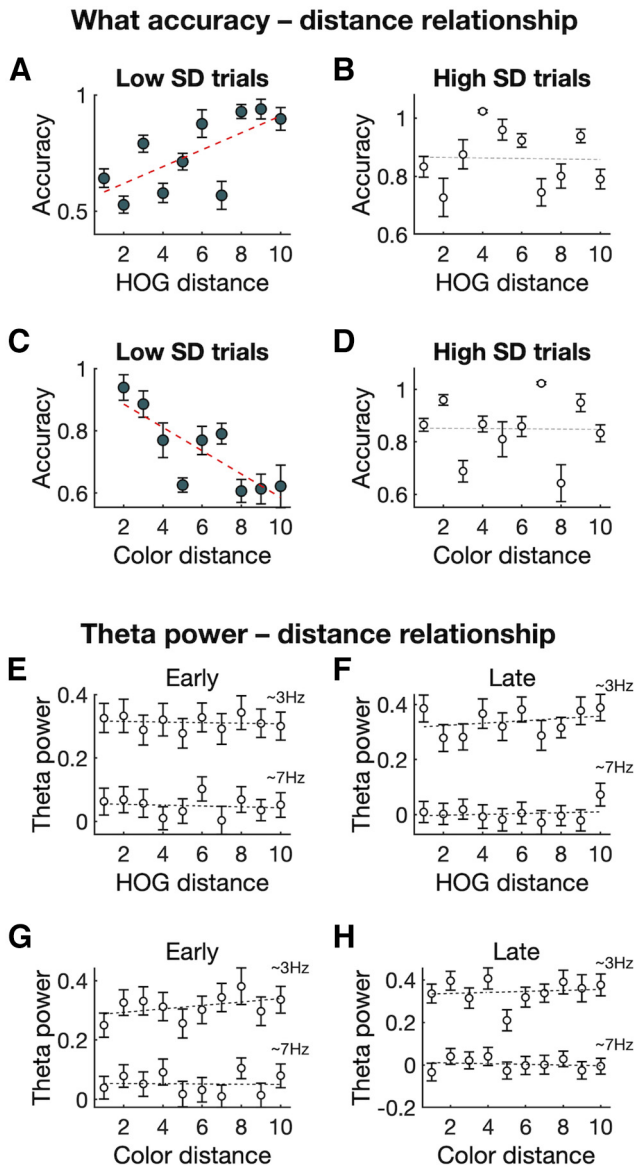 What accuracy – distance relationship
A
Low SD trials
1
0.5
Accuracy
2 4 6 8 10
HOG distance
B
High SD trials
1
0.8
0.6
Accuracy
2 4 6 8 10
HOG distance
C
Low SD trials
1
0.8
0.6
Accuracy
2 4 6 8 10
Color distance
D
High SD trials
1
0.8
0.6
Accuracy
2 4 6 8 10
Color distance
Theta power – distance relationship
E
Early
0.4
0.2
0
Theta power
~3Hz
~7Hz
2 4 6 8 10
HOG distance
F
Late
0.4
0.2
0
Theta power
~3Hz
~7Hz
2 4 6 8 10
HOG distance
G
Early
0.4
0.2
0
Theta power
~3Hz
~7Hz
2 4 6 8 10
Color distance
H
Late
0.4
0.2
0
-0.2
Theta power
~3Hz
~7Hz
2 4 6 8 10
Color distance